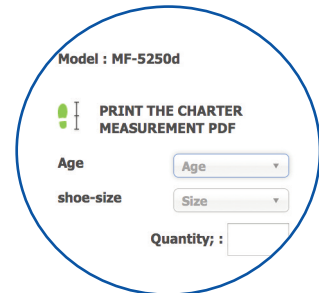 Model : MF-5250d
PRINT THE CHARTER
MEASUREMENT PDF
Age
Age
shoe-size
Size
Quantity; :